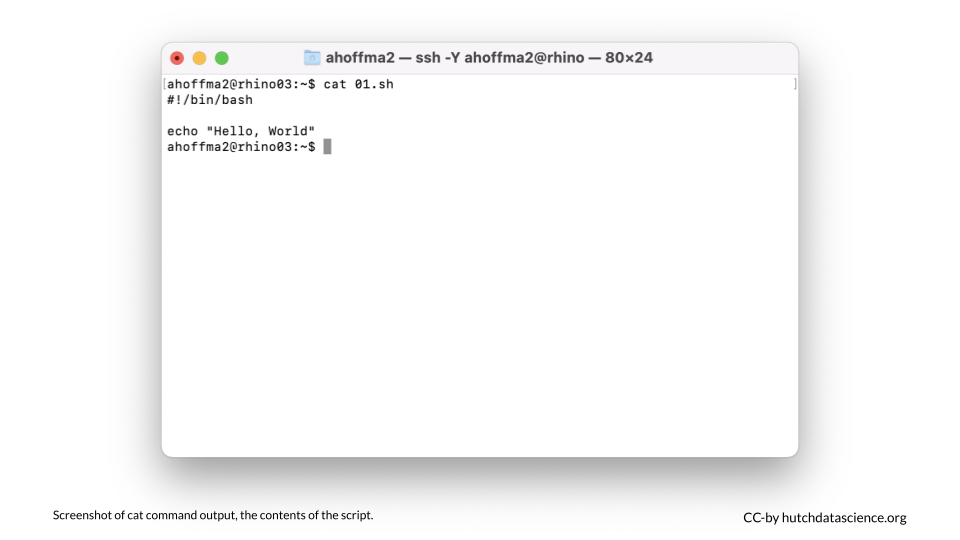 ahoffma2 — ssh -Y ahoffma2@rhino — 80×24
[ahoffma2@rhino03:~$ cat 01.sh ]
#!/bin/bash
echo "Hello, World"
ahoffma2@rhino03:~$
Screenshot of cat command output, the contents of the script.
CC-by hutchdatascience.org